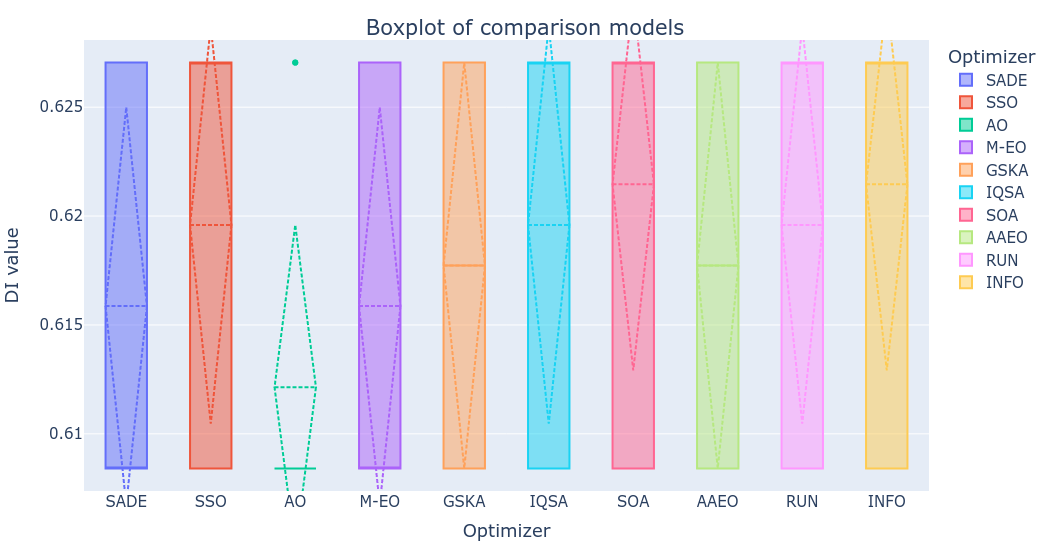 Boxplot of comparison models
DI value
0.625
0.62
0.615
0.61
SADE
SSO
AO
M-EO
GSKA
IQSA
SOA
AAEO
RUN
INFO
Optimizer
Optimizer
SADE
SSO
AO
M-EO
GSKA
IQSA
SOA
AAEO
RUN
INFO